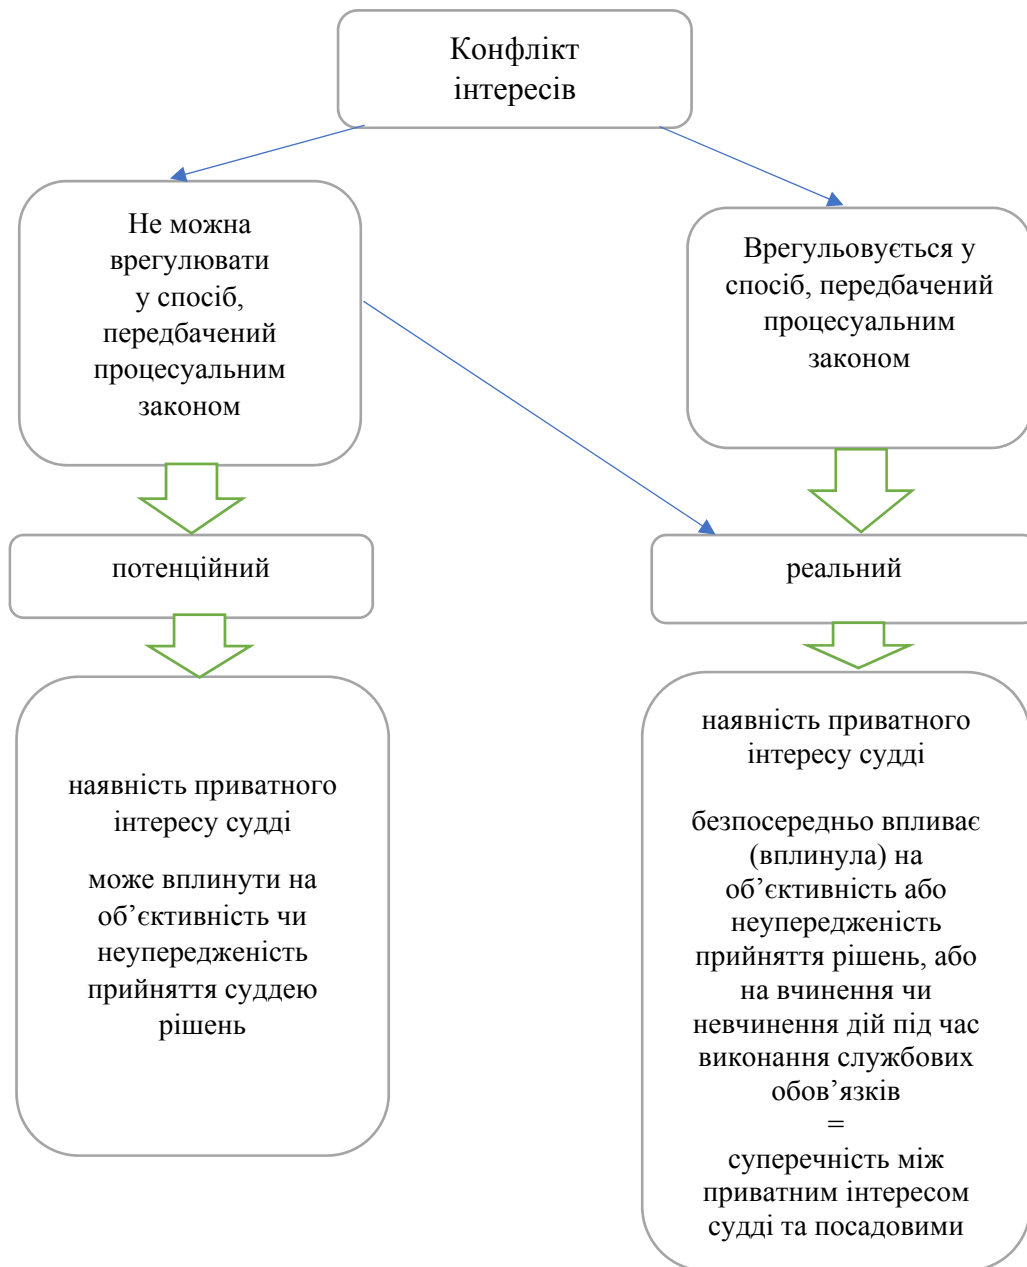 Конфлікт
інтересів
Не можна
врегулювати
у спосіб,
передбачений
процесуальним
законом
Врегульовується у
спосіб, передбачений
процесуальним
законом
потенційний
реальний
наявність приватного
інтересу судді
може вплинути на
об’єктивність чи
неупередженість
прийняття суддею
рішень
наявність приватного
інтересу судді
безпосередньо впливає
(вплинула) на
об’єктивність або
неупередженість
прийняття рішень, або
на вчинення чи
невчинення дій під час
виконання службових
обов’язків
=
суперечність між
приватним інтересом
судді та посадовими